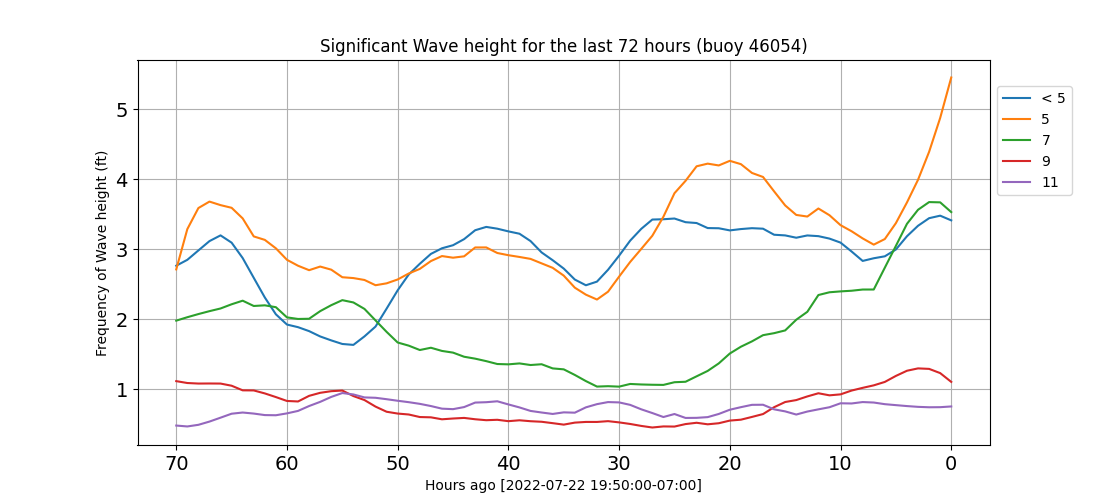 Significant Wave height for the last 72 hours (buoy 46054)
Frequency of Wave height (ft)
5
4
3
2
1
70 60 50 40 30 20 10 0
Hours ago [2022-07-22 19:50:00-07:00]
< 5
5
7
9
11